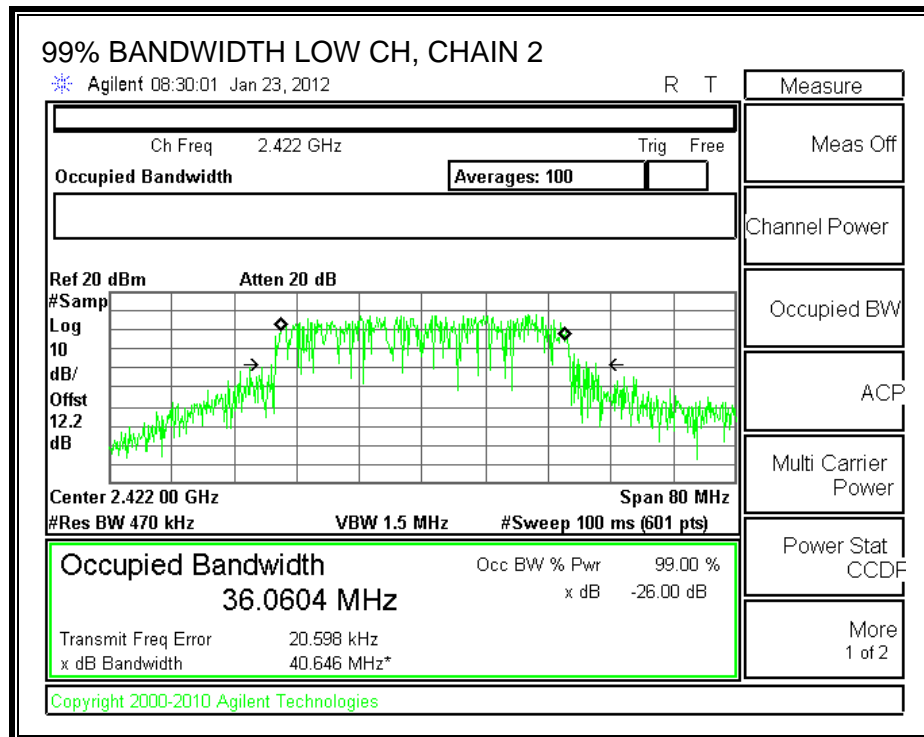 99% BANDWIDTH LOW CH, CHAIN 2
Agilent 08:30:01 Jan 23, 2012 R T
Measure
Ch Freq 2.422 GHz Trig Free
Meas Off
Occupied Bandwidth Averages: 100
Channel Power
Ref 20 dBm Atten 20 dB
#Samp
Log
10
dB/
Offst
12.2
dB
Occupied BW
ACP
Multi Carrier
Power
Center 2.422 00 GHz Span 80 MHz
#Res BW 470 kHz VBW 1.5 MHz #Sweep 100 ms (601 pts)
Power Stat
CCDF
Occupied Bandwidth Occ BW % Pwr 99.00 %
36.0604 MHz x dB -26.00 dB
Transmit Freq Error 20.598 kHz
x dB Bandwidth 40.646 MHz*
More
1 of 2
Copyright 2000-2010 Agilent Technologies